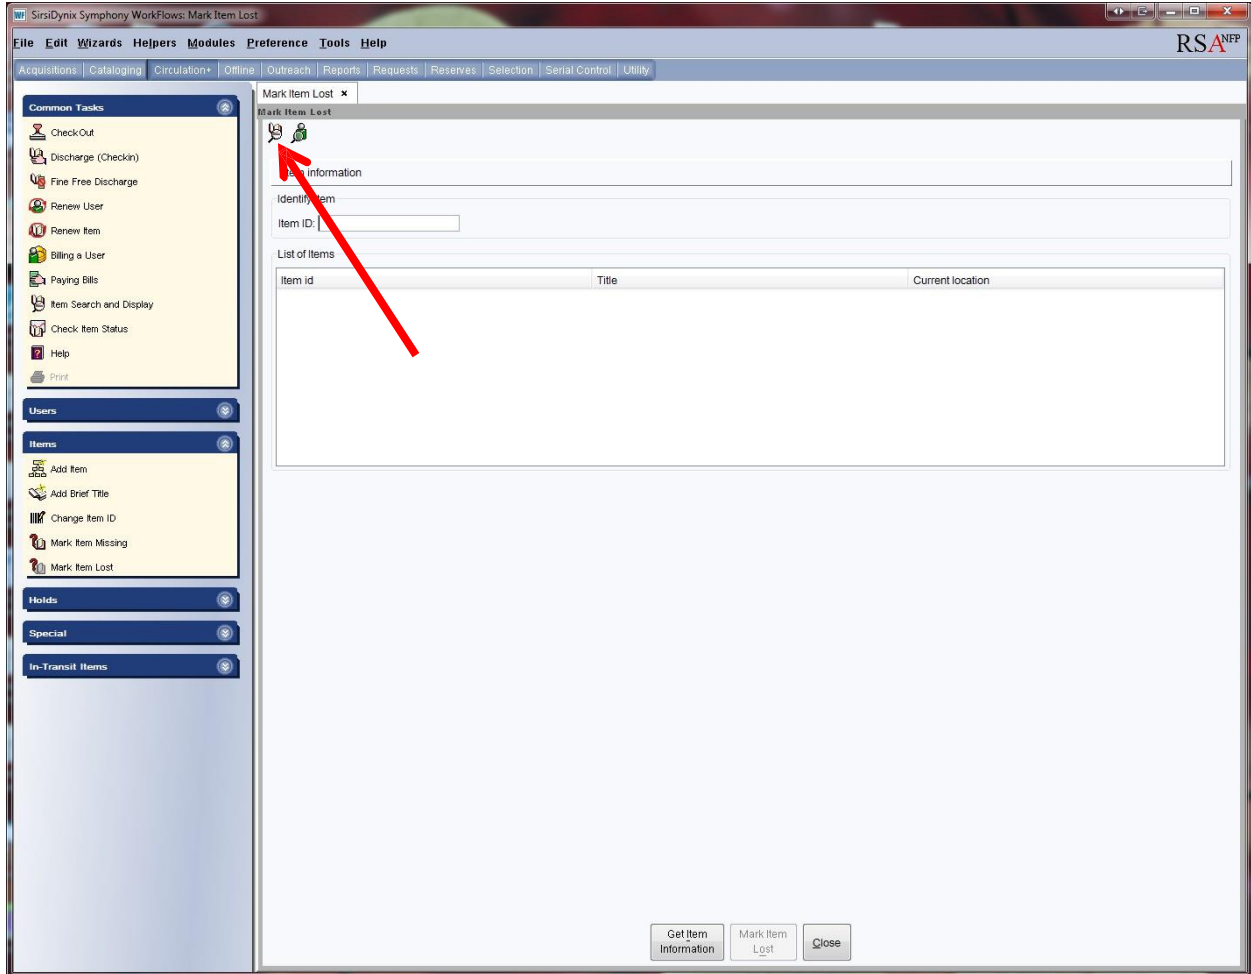 WF SirsiDynix Symphony WorkFlows: Mark Item Lost
File Edit Wizards Helpers Modules Preference Tools Help
RSANFP
Acquisitions Cataloging Circulation+ Offline Outreach Reports Requests Reserves Selection Serial Control Utility
Mark Item Lost ×
Mark Item Lost
Common Tasks
CheckOut
Discharge (Checkin)
Fine Free Discharge
Renew User
Renew Item
Billing a User
Paying Bills
Item Search and Display
Check Item Status
Help
Print
Users
Items
Add Item
Add Brief Title
Change Item ID
Mark Item Missing
Mark Item Lost
Holds
Special
In-Transit Items
information
Identify
Item ID:
List of Items
Item id Title Current location
Get Item Information
Mark Item Lost
Close